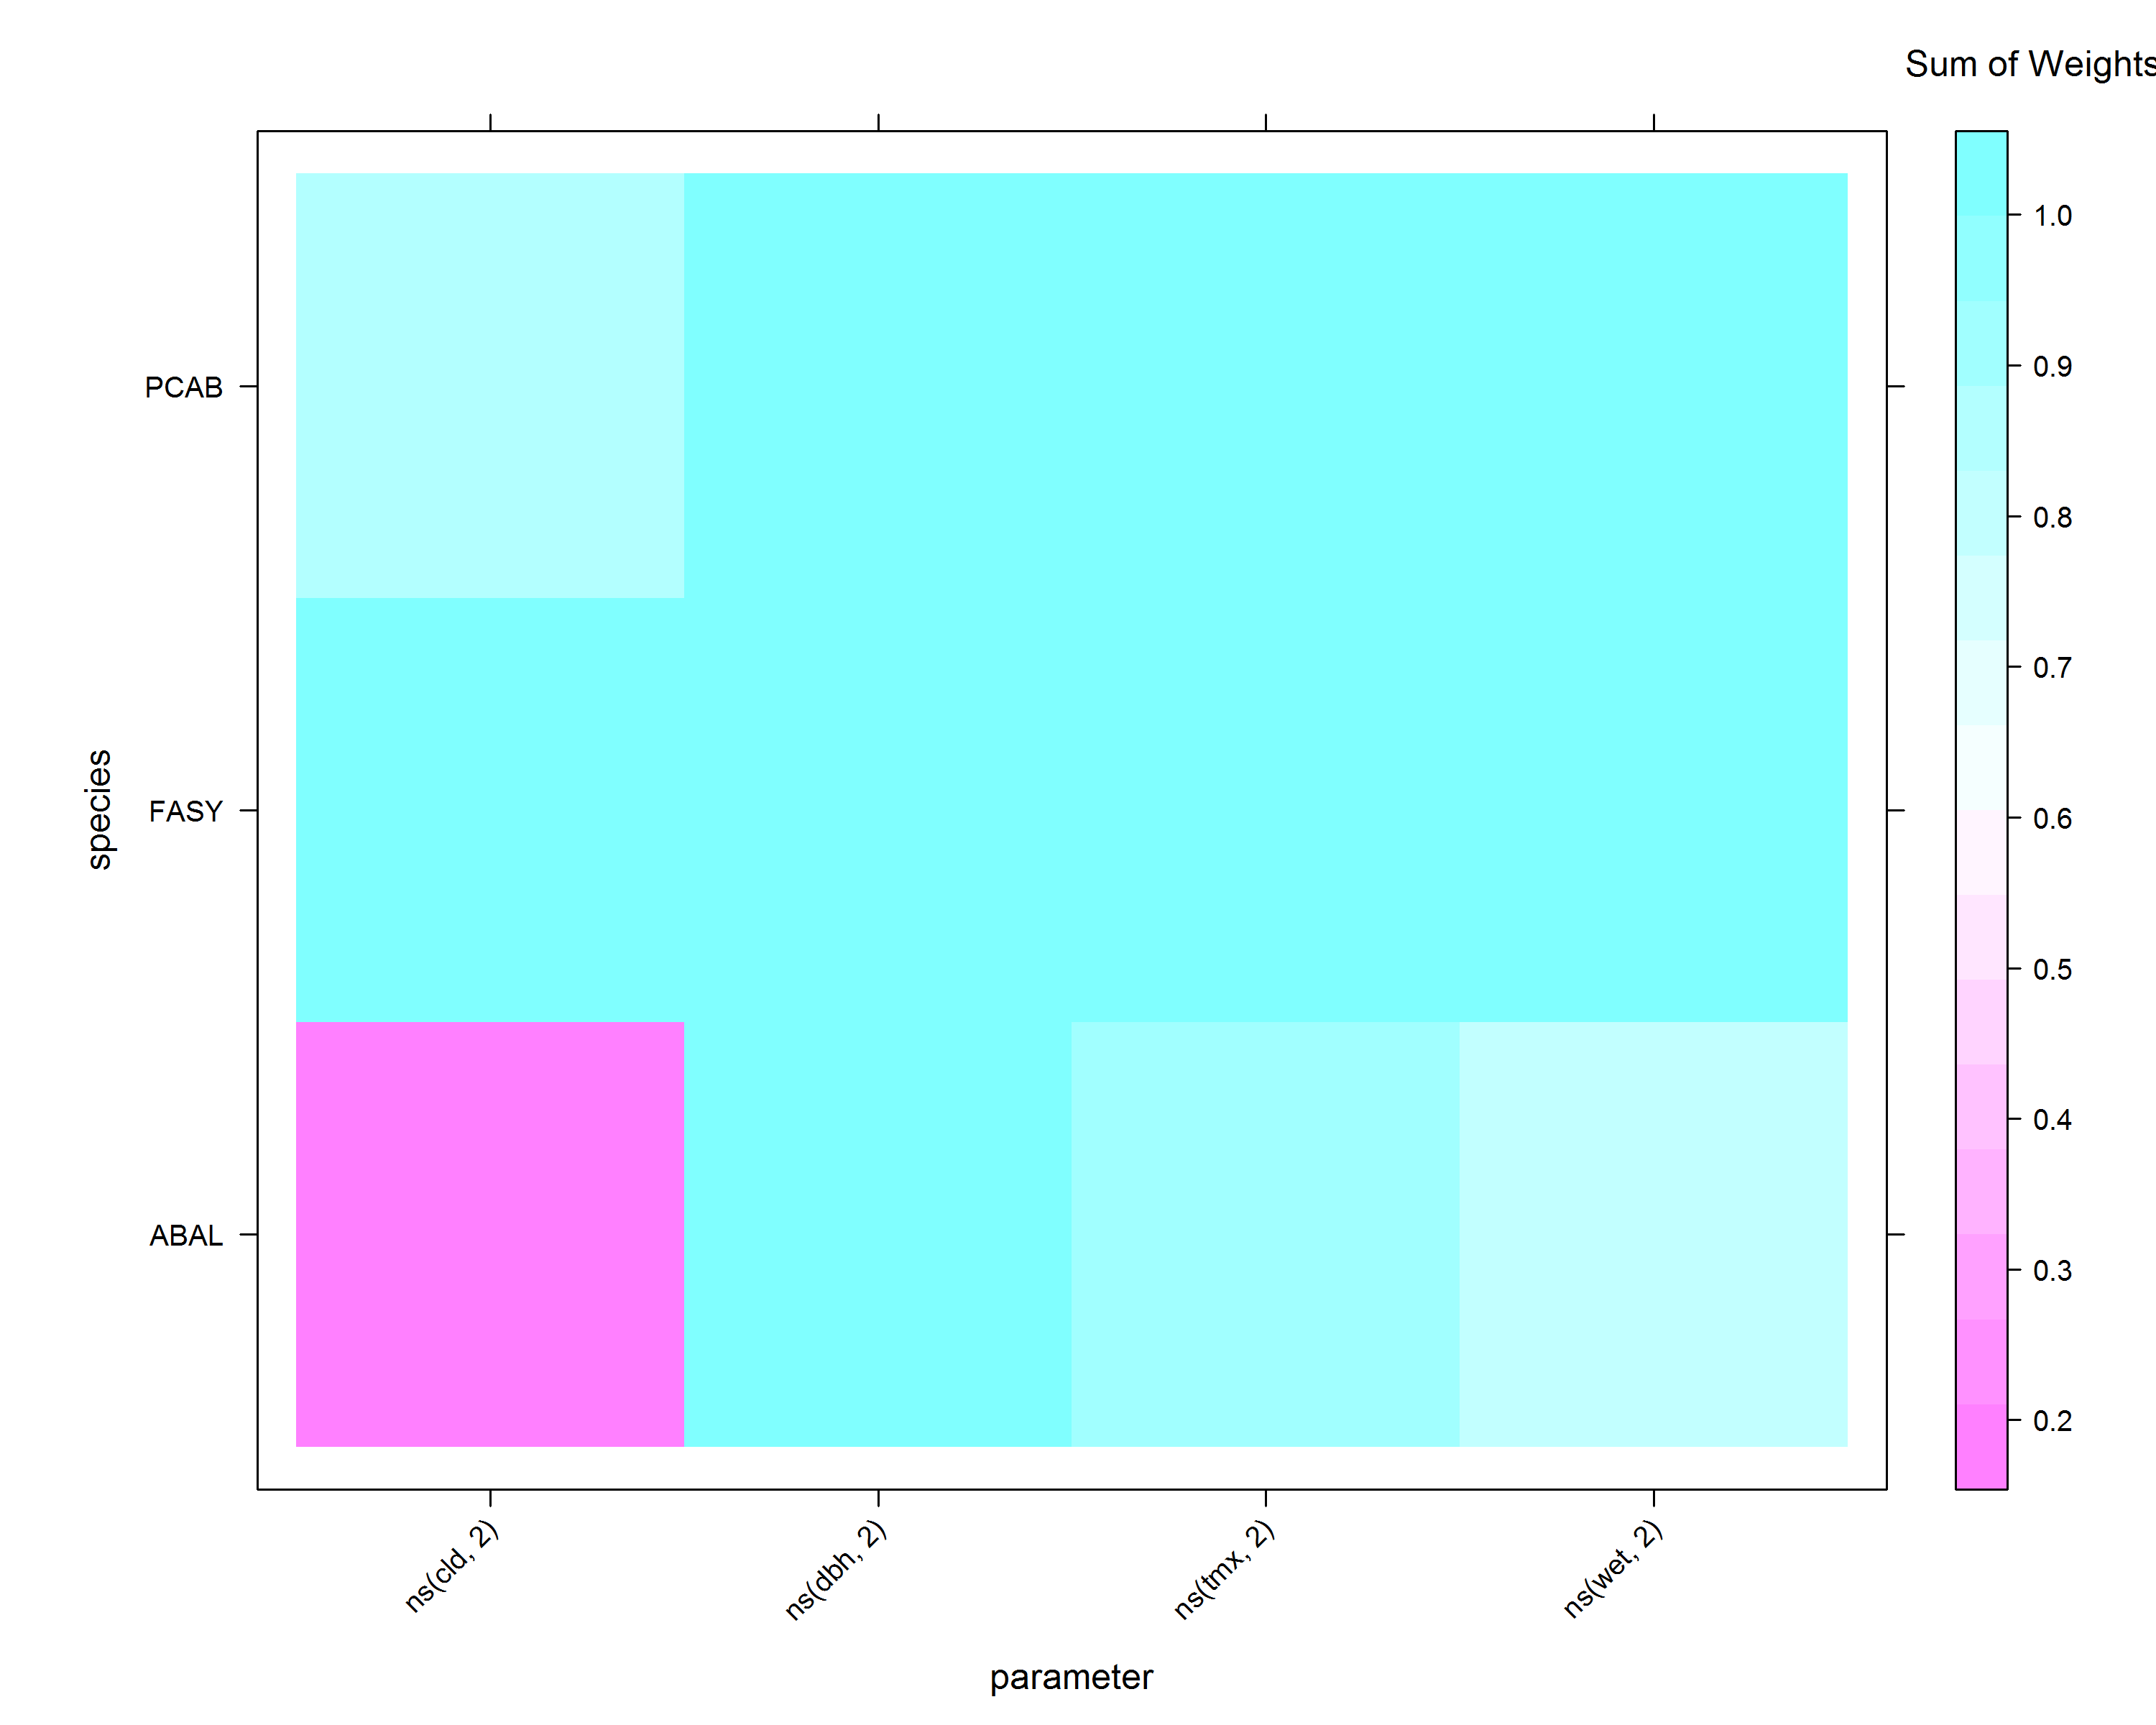 Sum of Weights
1.0
0.9
0.8
0.7
0.6
0.5
0.4
0.3
0.2
PCAB
FASY
ABAL
species
ns(cld, 2)
ns(dbh, 2)
ns(tmx, 2)
ns(wet, 2)
parameter